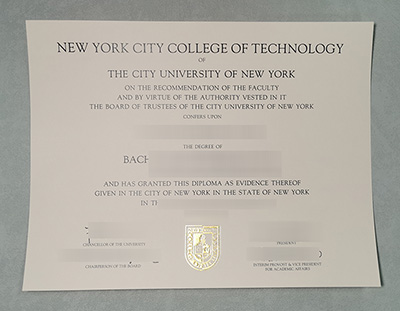 NEW YORK CITY COLLEGE OF TECHNOLOGY
OF
THE CITY UNIVERSITY OF NEW YORK
ON THE RECOMMENDATION OF THE FACULTY
AND BY VIRTUE OF THE AUTHORITY VESTED IN IT
THE BOARD OF TRUSTEES OF THE CITY UNIVERSITY OF NEW YORK
CONFERS UPON
THE DEGREE OF
BACH
AND HAS GRANTED THIS DIPLOMA AS EVIDENCE THEREOF
GIVEN IN THE CITY OF NEW YORK IN THE STATE OF NEW YORK
IN TH
CHANCELLOR OF THE UNIVERSITY
PRESIDENT
CHAIRPERSON OF THE BOARD
INTERIM PROVOST & VICE PRESIDENT
FOR ACADEMIC AFFAIRS